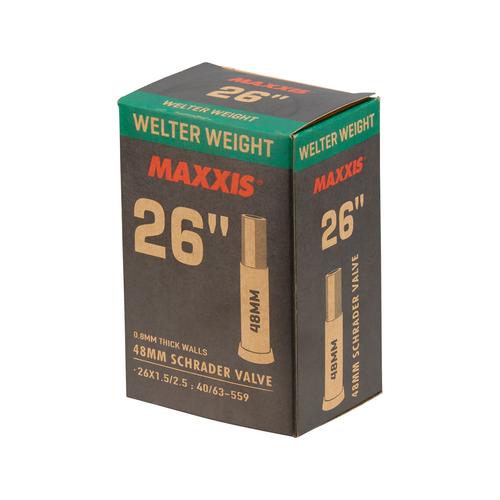 MAXXIS
26"
WELTER WEIGHT
WELTER WEIGHT
MAXXIS®
26"
48MM
0.8MM THICK WALLS
48MM SCHRADER VALVE
26X1.5/2.5 : 40/63-559
WELTER WEIGHT
MAXXIS
26"
48MM
48MM SCHRADER VALVE